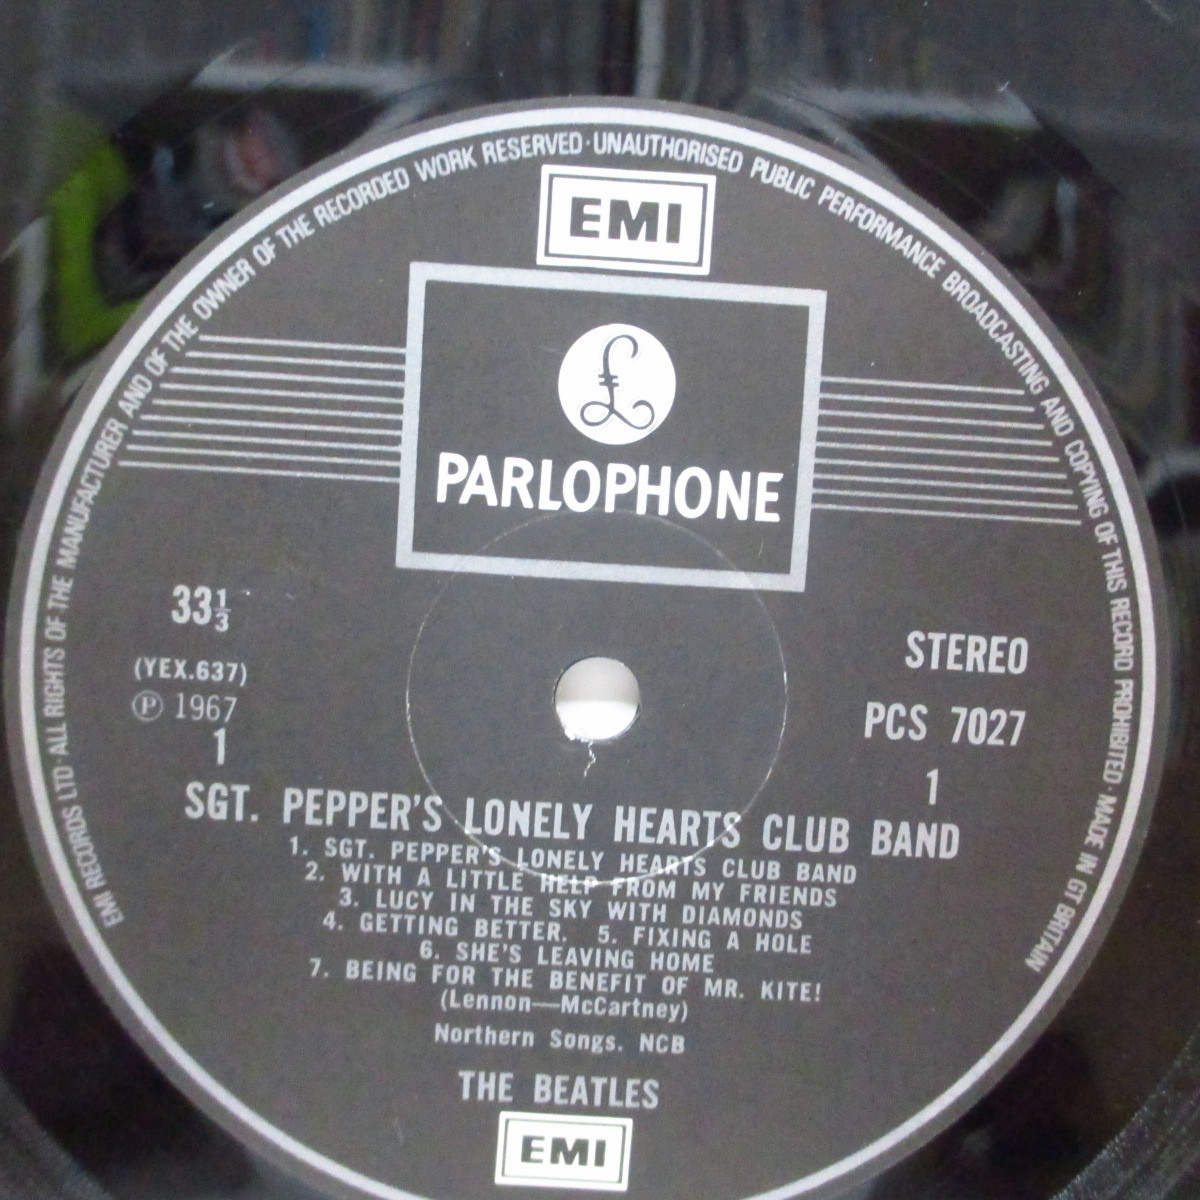 EMI RECORDS LTD · ALL RIGHTS OF THE MANUFACTURER AND OF THE OWNER OF THE RECORDED WORK RESERVED · UNAUTHORISED PUBLIC PERFORMANCE BROADCASTING AND COPYING OF THIS RECORD PROHIBITED · MADE IN GT BRITAIN
EMI
£
PARLOPHONE
33⅓
(YEX.637)
Ⓟ 1967
1
STEREO
PCS 7027
1
SGT. PEPPER'S LONELY HEARTS CLUB BAND
1. SGT. PEPPER'S LONELY HEARTS CLUB BAND
2. WITH A LITTLE HELP FROM MY FRIENDS
3. LUCY IN THE SKY WITH DIAMONDS
4. GETTING BETTER. 5. FIXING A HOLE
6. SHE'S LEAVING HOME
7. BEING FOR THE BENEFIT OF MR. KITE!
(Lennon—McCartney)
Northern Songs. NCB
THE BEATLES
EMI